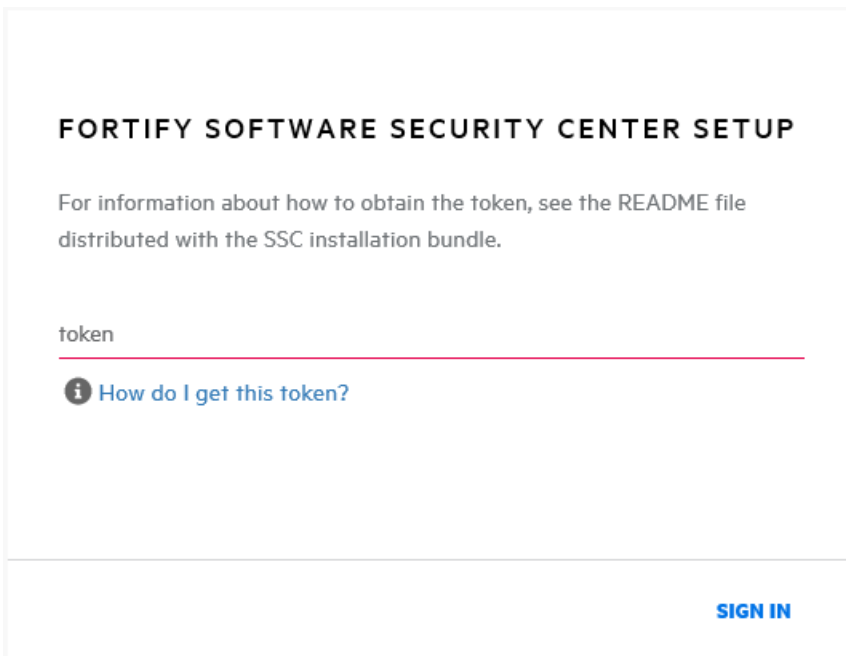 FORTIFY SOFTWARE SECURITY CENTER SETUP
For information about how to obtain the token, see the README file
distributed with the SSC installation bundle.
token
How do I get this token?
SIGN IN